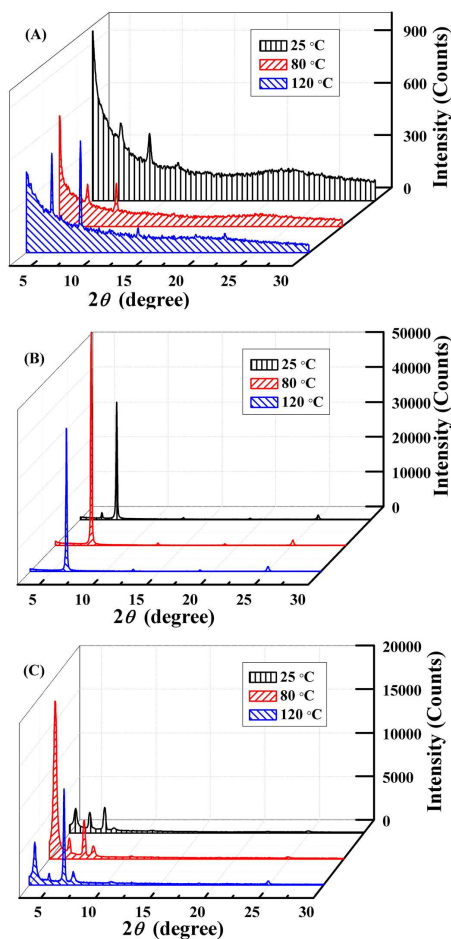 (A)
25 °C
80 °C
120 °C
900
600
300
0
Intensity (Counts)
5 10 15 20 25 30
2θ (degree)
(B)
25 °C
80 °C
120 °C
50000
40000
30000
20000
10000
0
Intensity (Counts)
5 10 15 20 25 30
2θ (degree)
(C)
25 °C
80 °C
120 °C
20000
15000
10000
5000
0
Intensity (Counts)
5 10 15 20 25 30
2θ (degree)